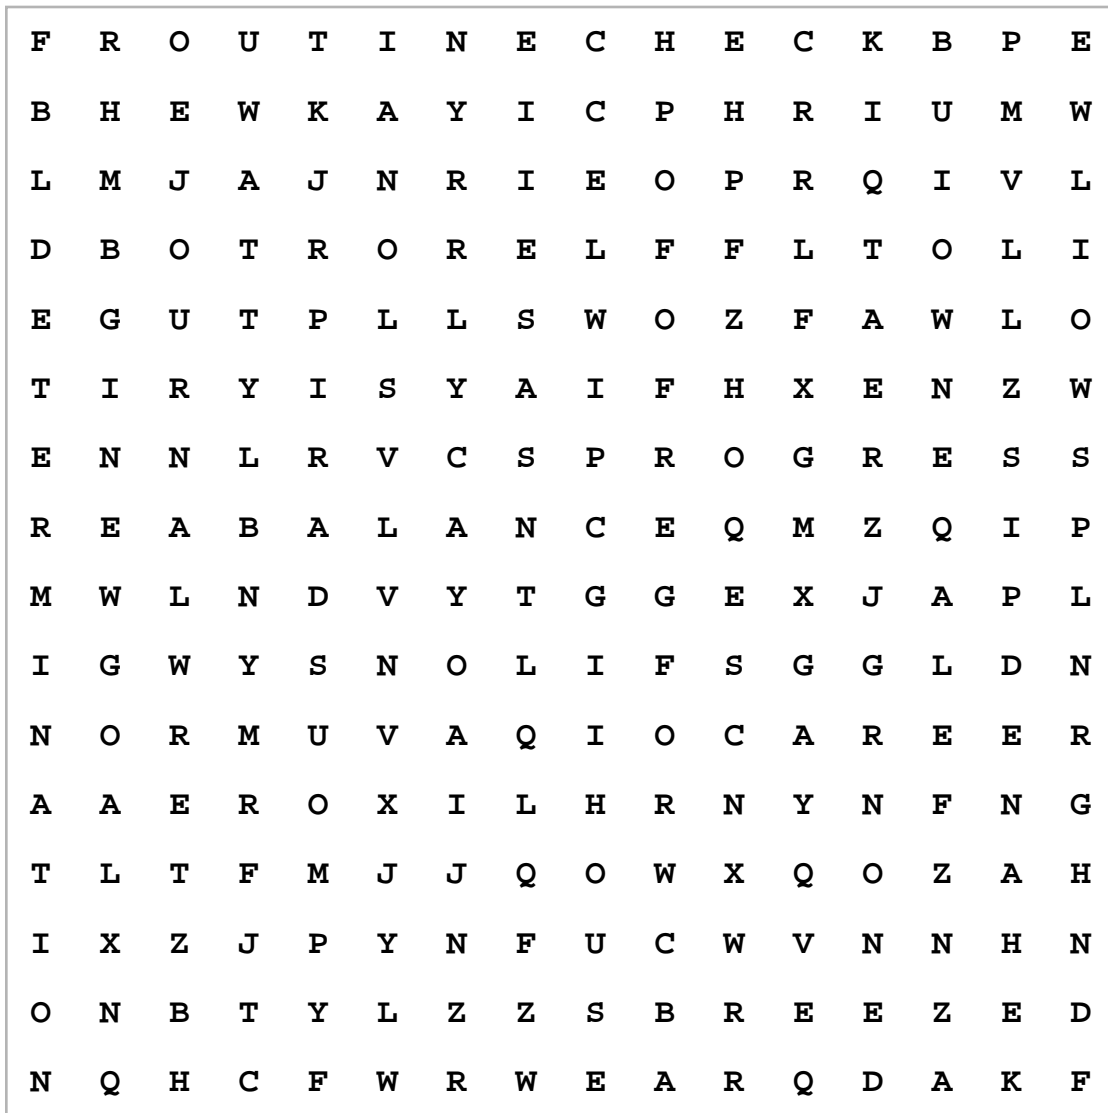 F R O U T I N E C H E C K B P E
B H E W K A Y I C P H R I U M W
L M J A J N R I E O P R Q I V L
D B O T R O R E L F F L T O L I
E G U T P L L S W O Z F A W L O
T I R Y I S Y A I F H X E N Z W
E N N L R V C S P R O G R E S S
R E A B A L A N C E Q M Z Q I P
M W L N D V Y T G G E X J A P L
I G W Y S N O L I F S G G L D N
N O R M U V A Q I O C A R E E R
A A E R O X I L H R N Y N F N G
T L T F M J J Q O W X Q O Z A H
I X Z J P Y N F U C W V N N H N
O N B T Y L Z Z S B R E E Z E D
N Q H C F W R W E A R Q D A K F